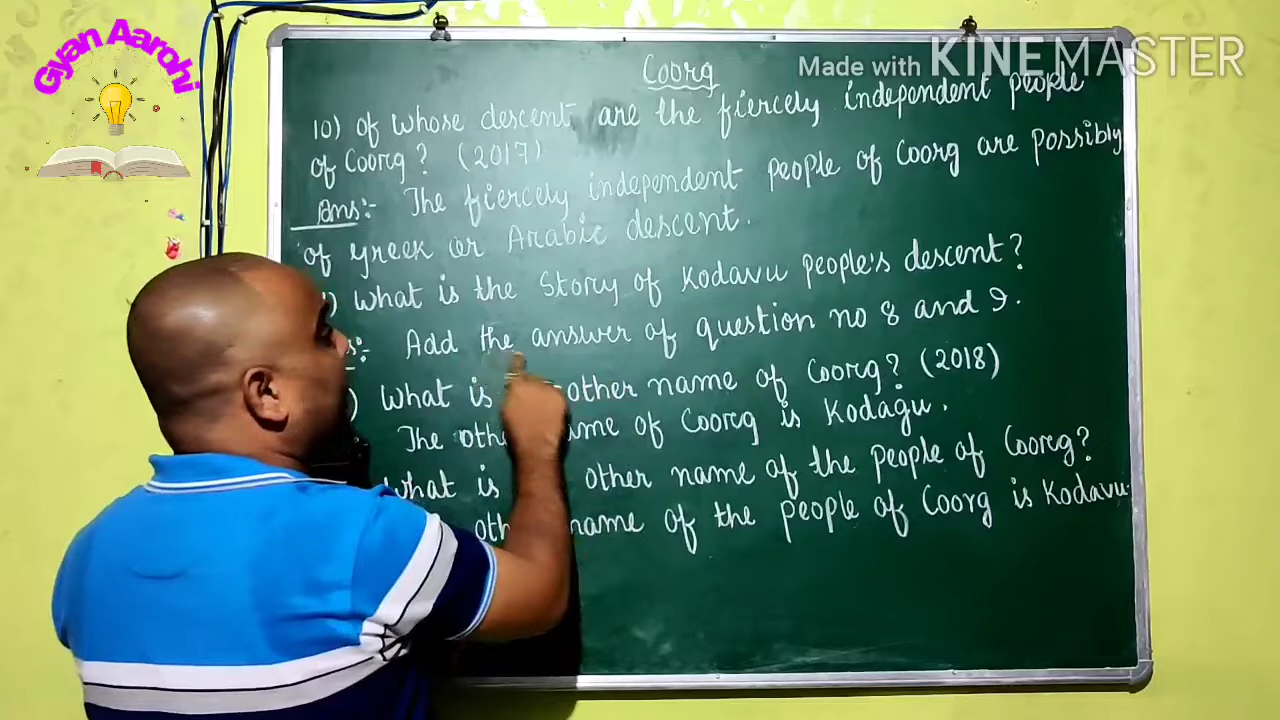 Gyan Aarohi
Made with KINEMASTER
Coorg
10) of whose descent are the fiercely independent people
of Coorg? (2017)
Ans:- The fiercely independent people of Coorg are possibly
of Greek or Arabic descent.
) What is the Story of Kodavu people's descent?
s:- Add the answer of question no 8 and 9.
) What is other name of Coorg? (2018)
The othe name of Coorg is Kodagu.
What is other name of the people of Coorg?
oth name of the people of Coorg is Kodavu.